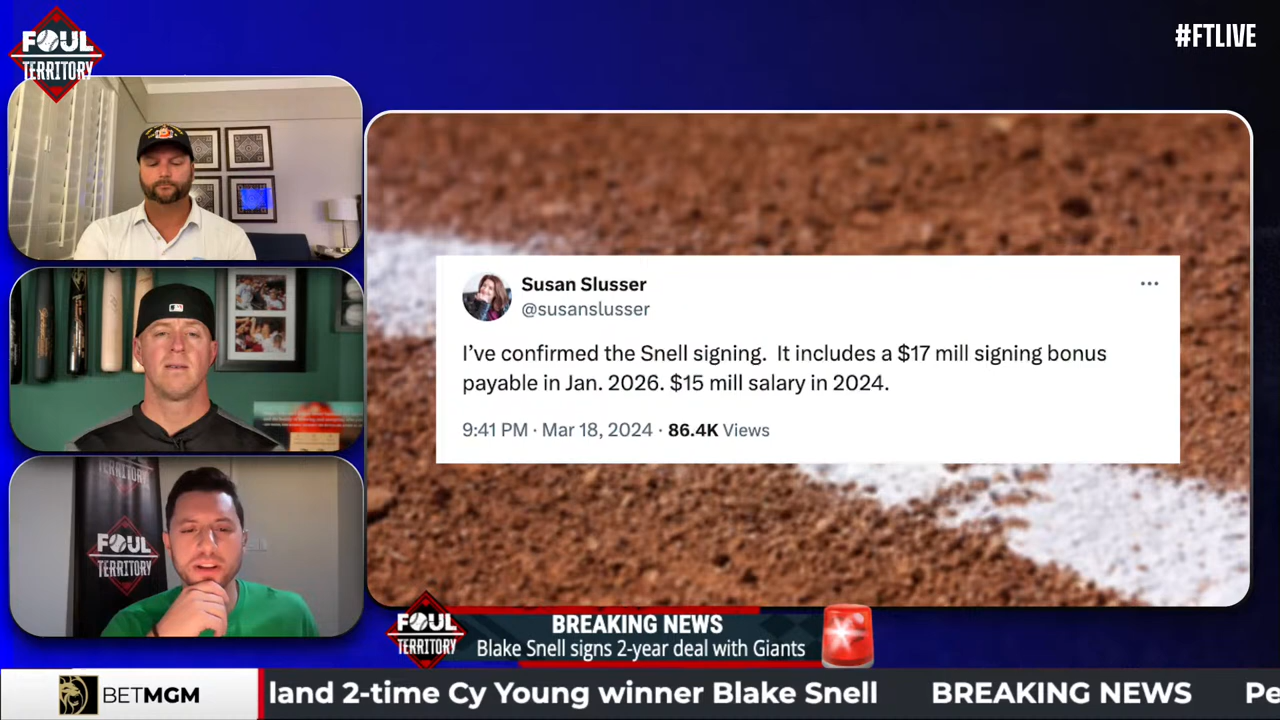 FOUL
TERRITORY
#FTLIVE
Susan Slusser
@susanslusser
I've confirmed the Snell signing. It includes a $17 mill signing bonus
payable in Jan. 2026. $15 mill salary in 2024.
9:41 PM · Mar 18, 2024 · 86.4K Views
TERRITORY
FOUL
TERRITORY
FOUL
TERRITORY
BREAKING NEWS
Blake Snell signs 2-year deal with Giants
BETMGM
land 2-time Cy Young winner Blake Snell BREAKING NEWS Pe